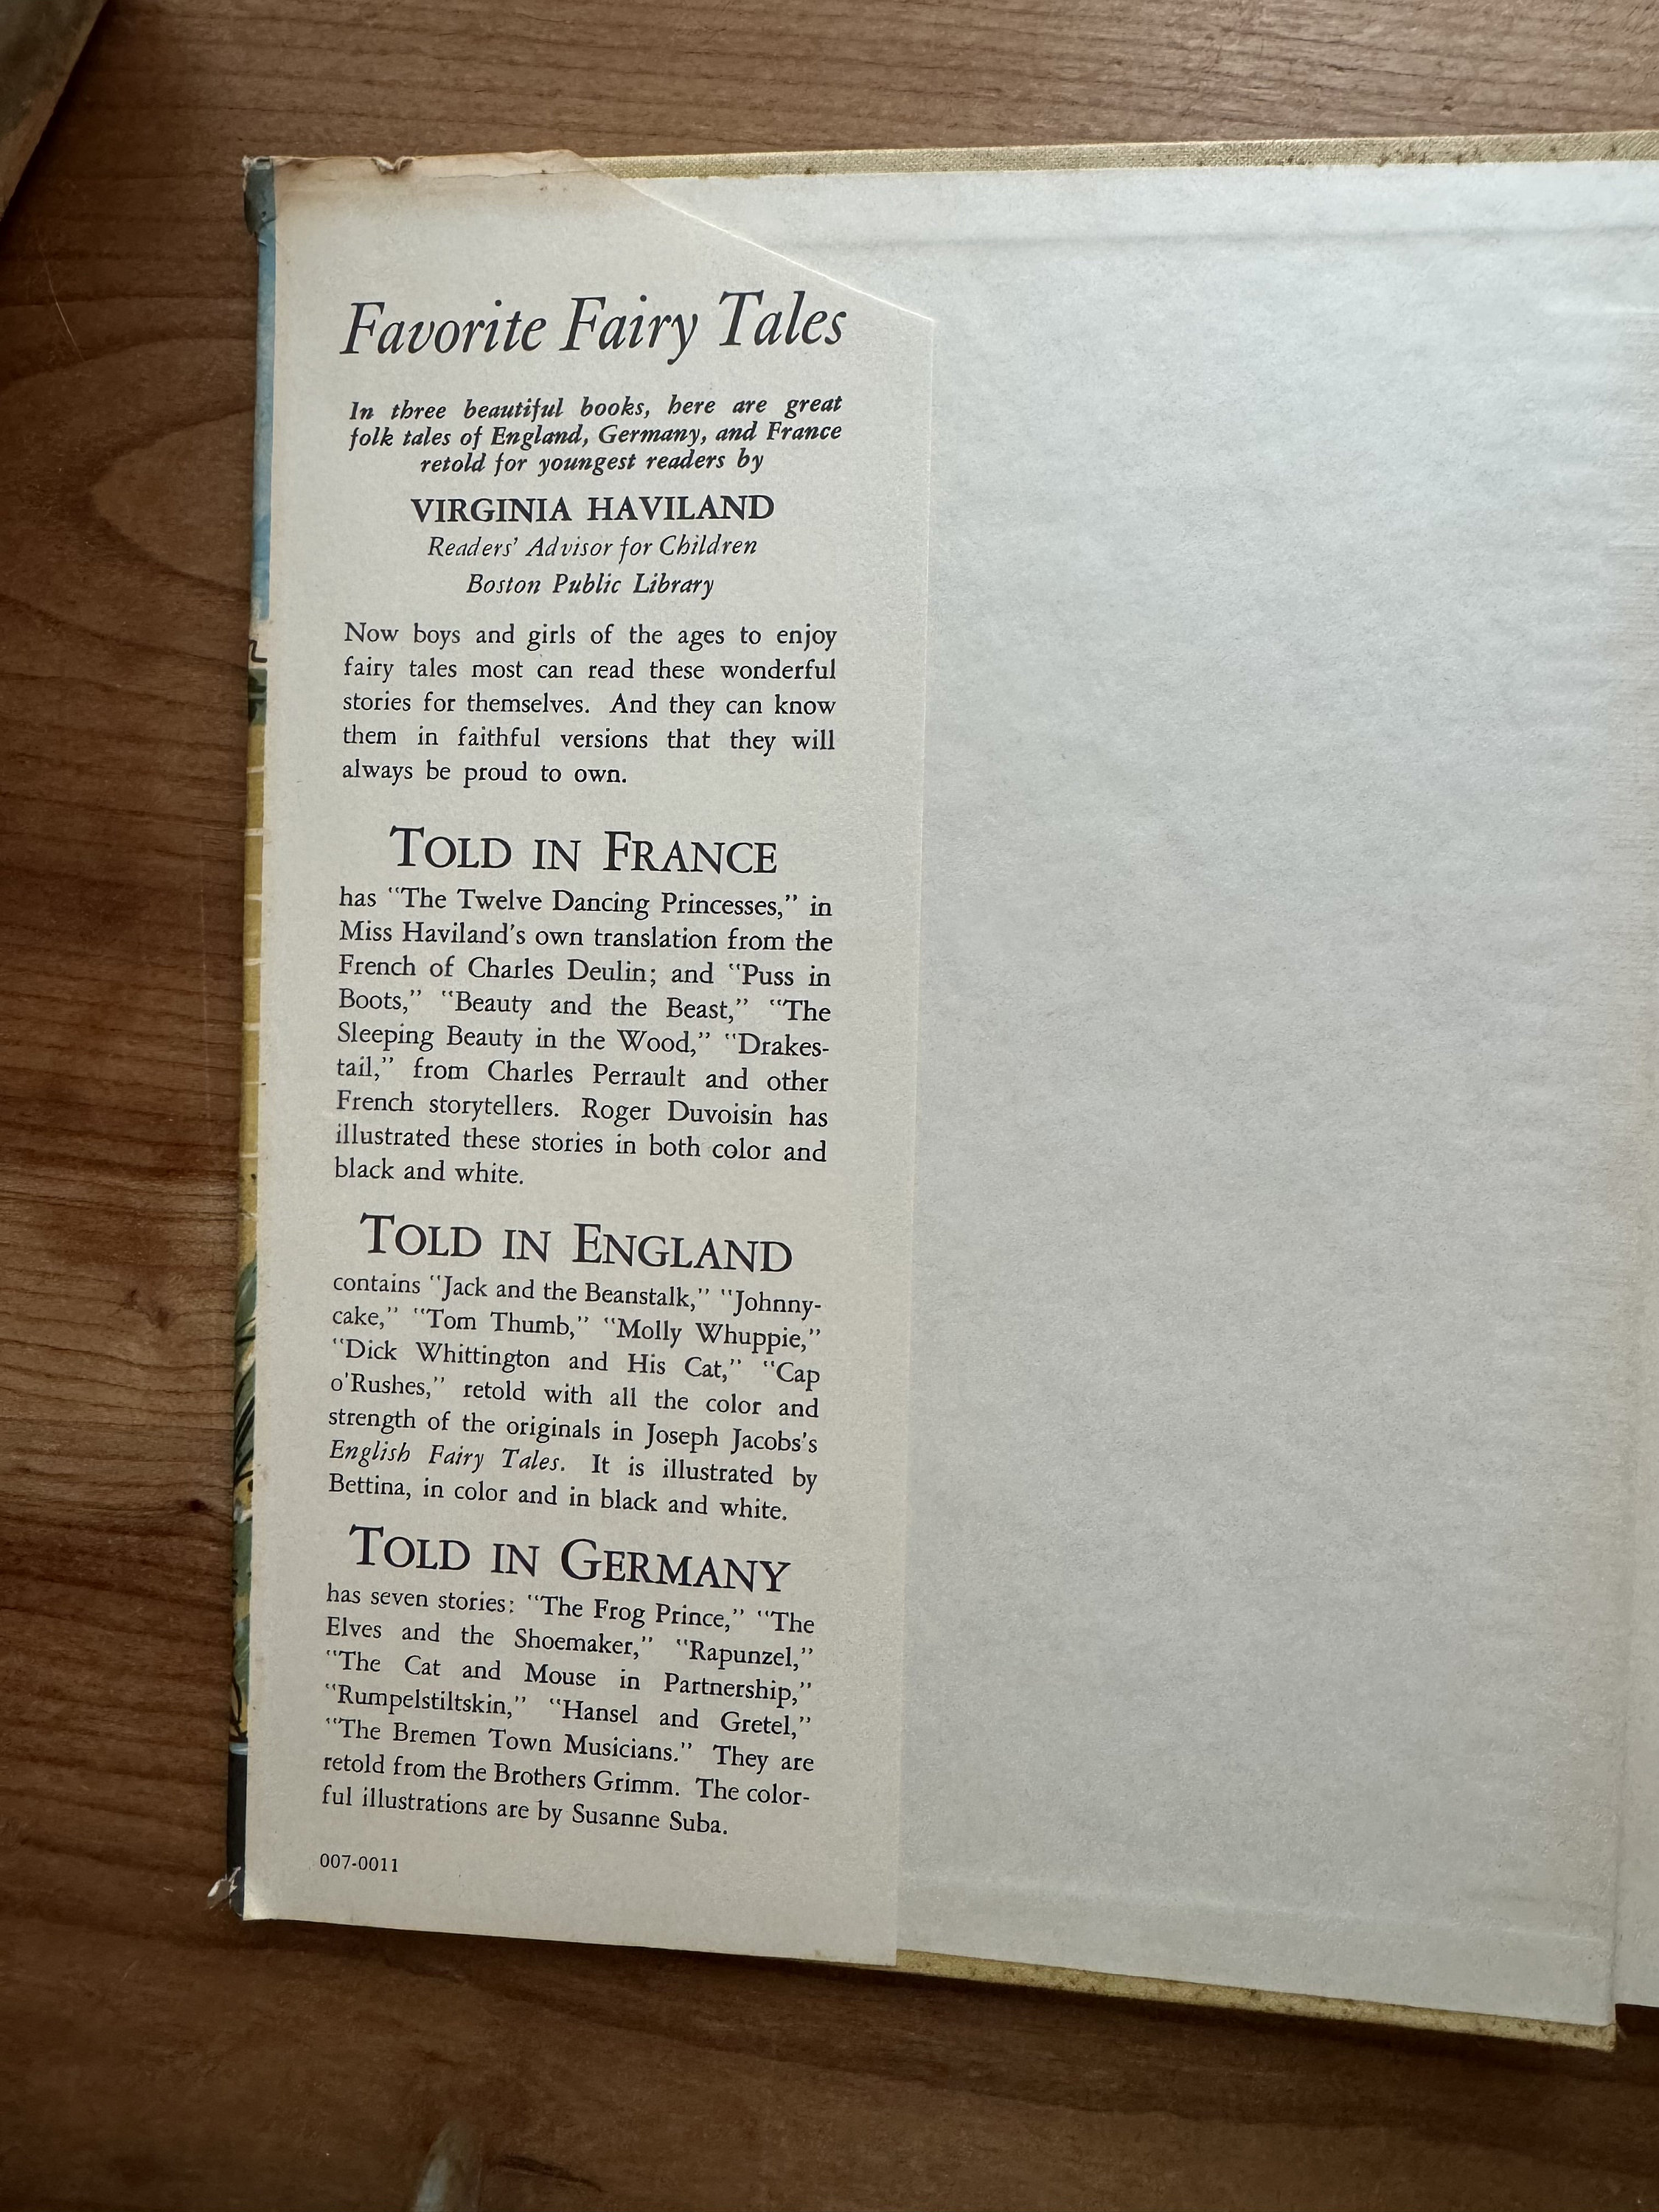 Favorite Fairy Tales
In three beautiful books, here are great
folk tales of England, Germany, and France
retold for youngest readers by
VIRGINIA HAVILAND
Readers' Advisor for Children
Boston Public Library
Now boys and girls of the ages to enjoy
fairy tales most can read these wonderful
stories for themselves. And they can know
them in faithful versions that they will
always be proud to own.
TOLD IN FRANCE
has "The Twelve Dancing Princesses," in
Miss Haviland's own translation from the
French of Charles Deulin; and "Puss in
Boots," "Beauty and the Beast," "The
Sleeping Beauty in the Wood," "Drakes-
tail," from Charles Perrault and other
French storytellers. Roger Duvoisin has
illustrated these stories in both color and
black and white.
TOLD IN ENGLAND
contains "Jack and the Beanstalk," "Johnny-
cake," "Tom Thumb," "Molly Whuppie,"
"Dick Whittington and His Cat," "Cap
o'Rushes," retold with all the color and
strength of the originals in Joseph Jacobs's
English Fairy Tales. It is illustrated by
Bettina, in color and in black and white.
TOLD IN GERMANY
has seven stories: "The Frog Prince," "The
Elves and the Shoemaker," "Rapunzel,"
"The Cat and Mouse in Partnership,"
"Rumpelstiltskin," "Hansel and Gretel,"
"The Bremen Town Musicians." They are
retold from the Brothers Grimm. The color-
ful illustrations are by Susanne Suba.
007-0011